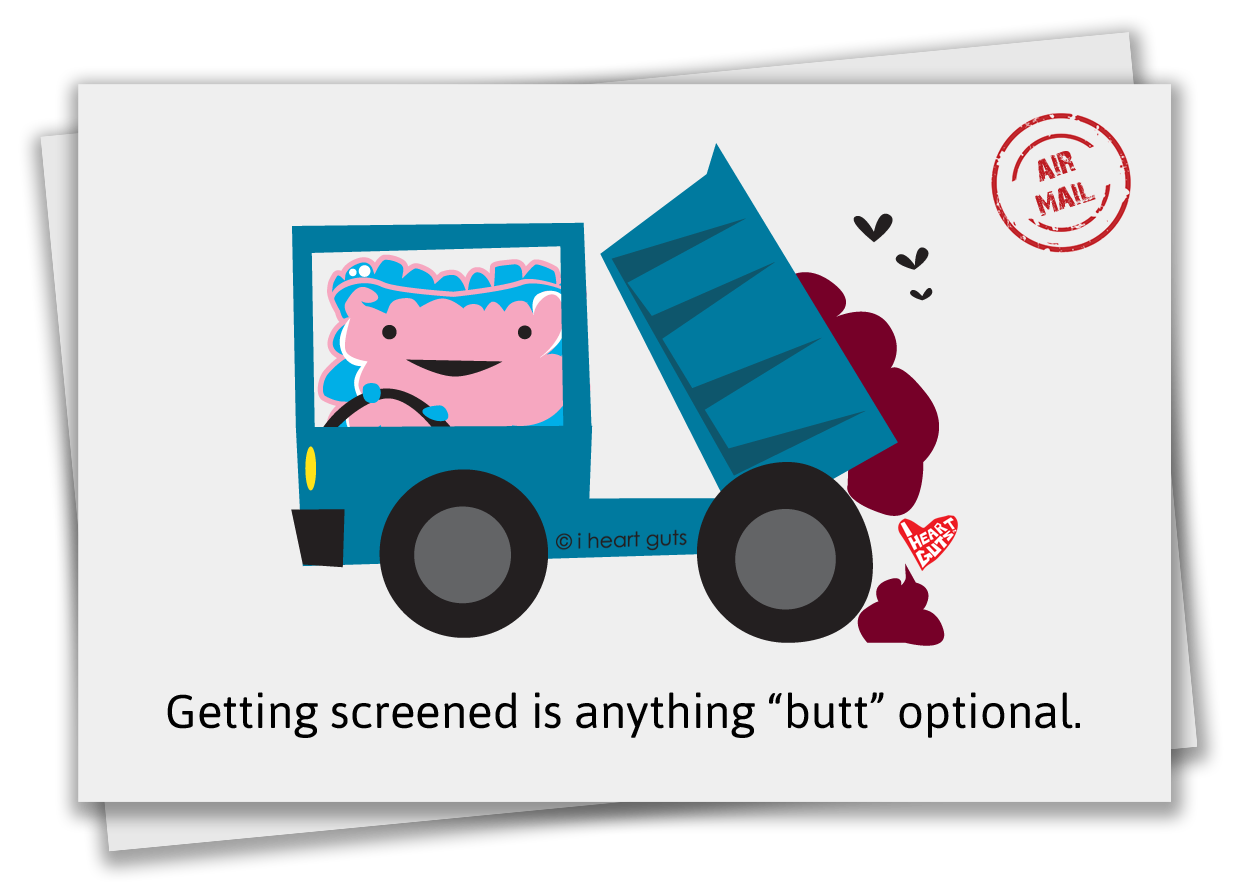 AIR
MAIL
© i heart guts
I
HEART
GUTS!
Getting screened is anything “butt” optional.